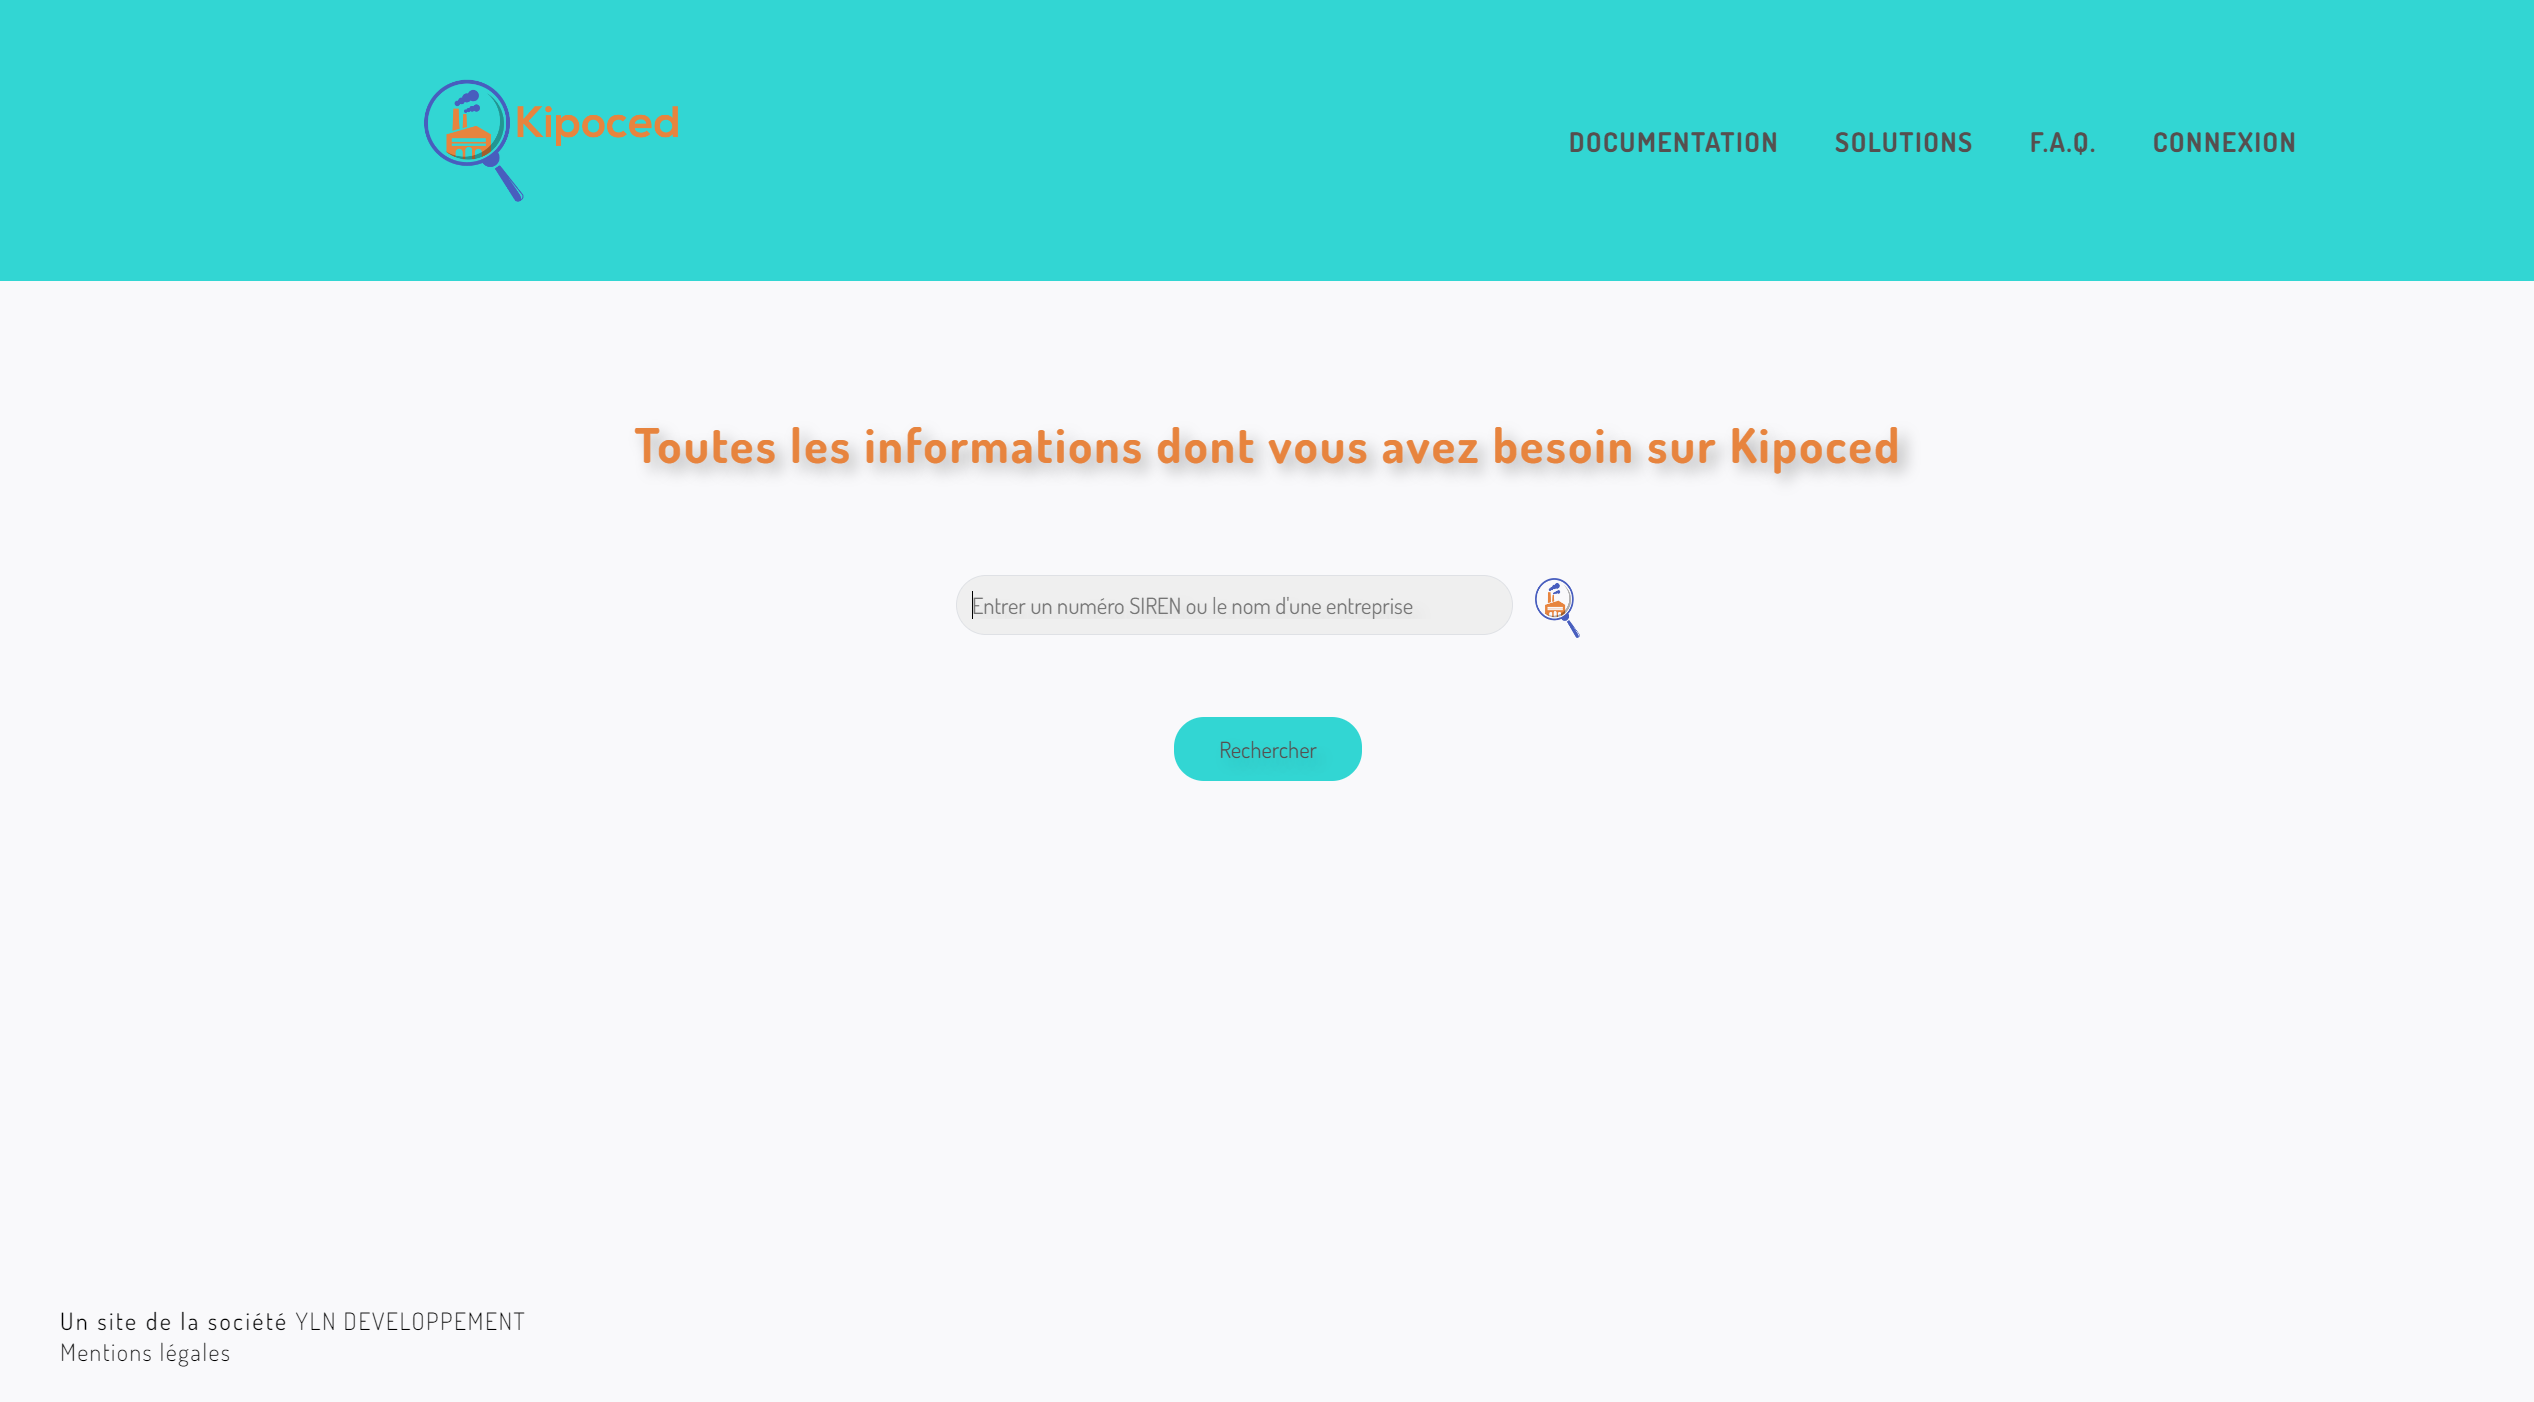 Kipoced
DOCUMENTATION SOLUTIONS F.A.Q. CONNEXION
Toutes les informations dont vous avez besoin sur Kipoced
Entrer un numéro SIREN ou le nom d'une entreprise
Rechercher
Un site de la société YLN DEVELOPPEMENT
Mentions légales